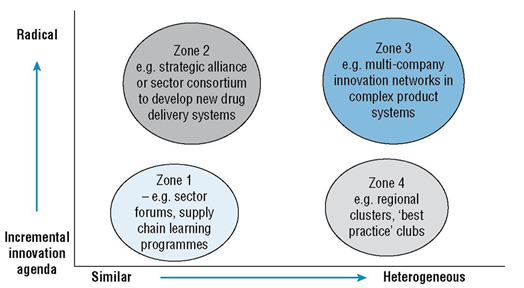 Radical
Zone 2
e.g. strategic alliance
or sector consortium
to develop new drug
delivery systems
Zone 3
e.g. multi-company
innovation networks in
complex product
systems
Zone 1
– e.g. sector
forums, supply
chain learning
programmes
Zone 4
e.g. regional
clusters, ‘best
practice’ clubs
Incremental
innovation
agenda
Similar
Heterogeneous